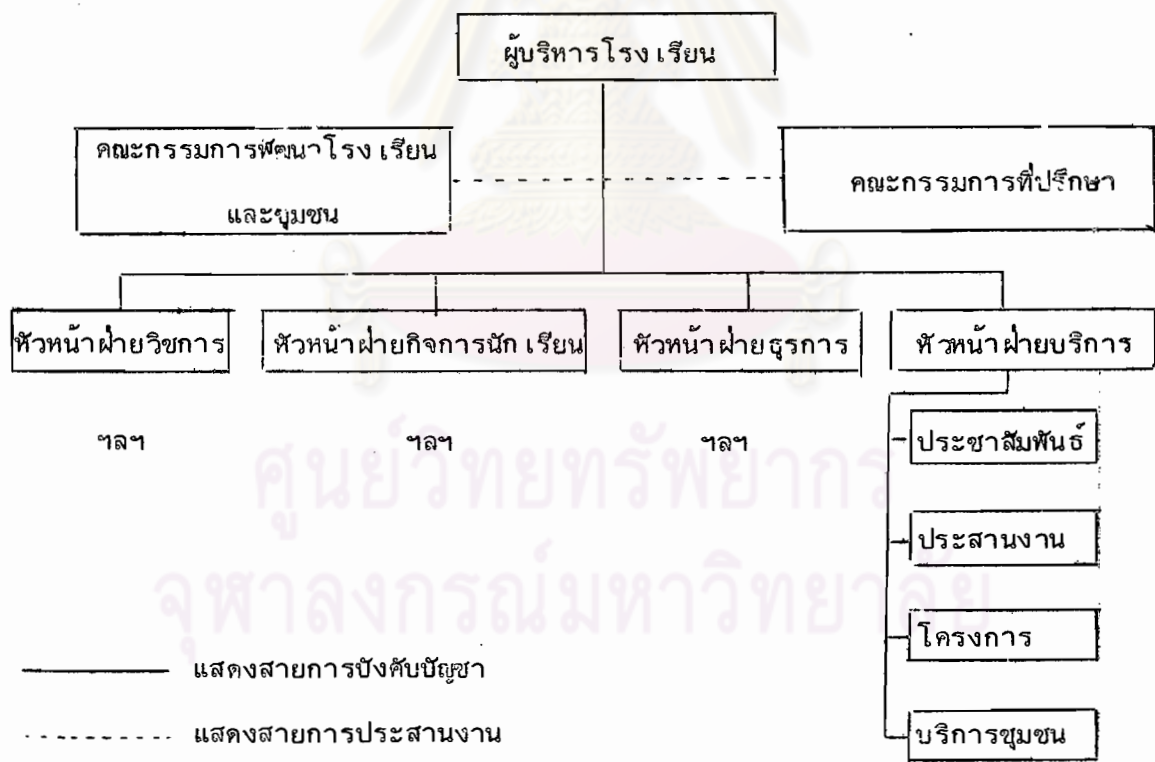 ผู้บริหารโรงเรียน
คณะกรรมการพัฒนาโรงเรียน
และชุมชน
คณะกรรมการที่ปรึกษา
หัวหน้าฝ่ายวิชการ
หัวหน้าฝ่ายกิจการนักเรียน
หัวหน้าฝ่ายธุรการ
หัวหน้าฝ่ายบริการ
ฯลฯ
ฯลฯ
ฯลฯ
ประชาสัมพันธ์
ประสานงาน
โครงการ
บริการชุมชน
ศูนย์วิทยทรัพยากร
จุฬาลงกรณ์มหาวิทยาลัย
แสดงสายการบังคับบัญชา
แสดงสายการประสานงาน